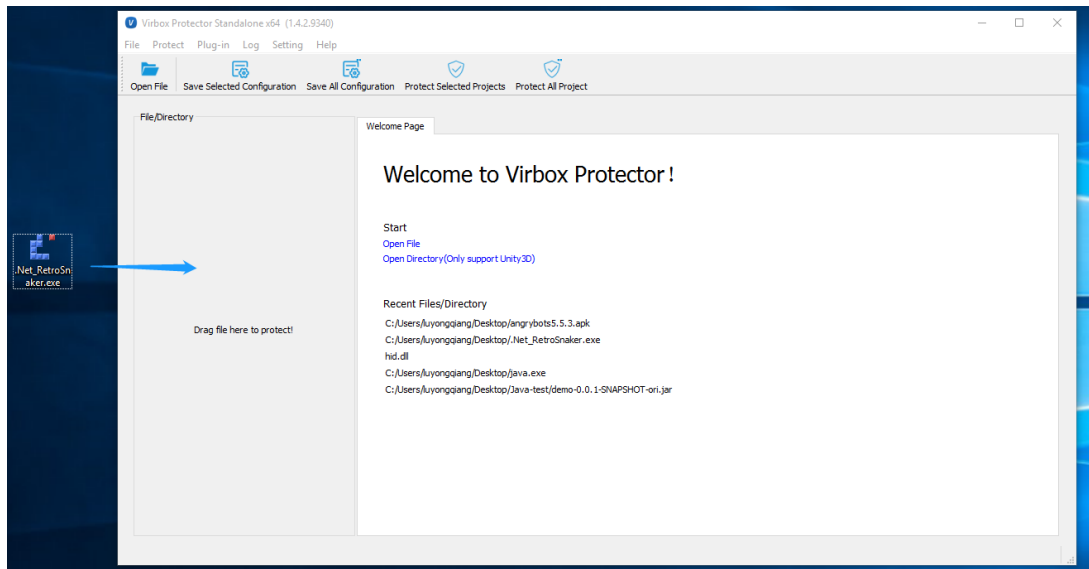 Virbox Protector Standalone x64 (1.4.2.9340)
File Protect Plug-in Log Setting Help
Open File Save Selected Configuration Save All Configuration Protect Selected Projects Protect All Project
File/Directory
Welcome Page
Welcome to Virbox Protector!
Start
Open File
Open Directory(Only support Unity3D)
.Net_RetroSn
aker.exe
Drag file here to protect!
Recent Files/Directory
C:/Users/luyongqiang/Desktop/angrybots5.5.3.apk
C:/Users/luyongqiang/Desktop/.Net_RetroSnaker.exe
hid.dll
C:/Users/luyongqiang/Desktop/java.exe
C:/Users/luyongqiang/Desktop/Java-test/demo-0.0.1-SNAPSHOT-ori.jar